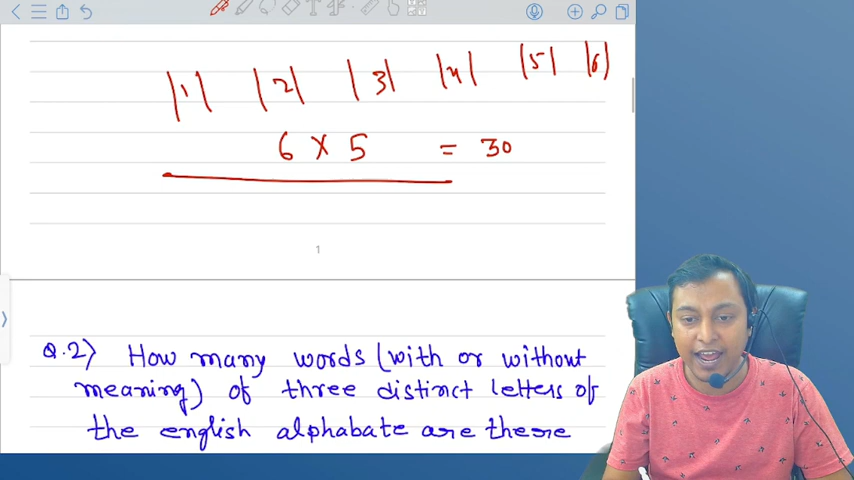 |1| |2| |3| |4| |5| |6|
6 × 5 = 30
1
Q.2) How many words (with or without
meaning) of three distinct letters of
the english alphabate are there